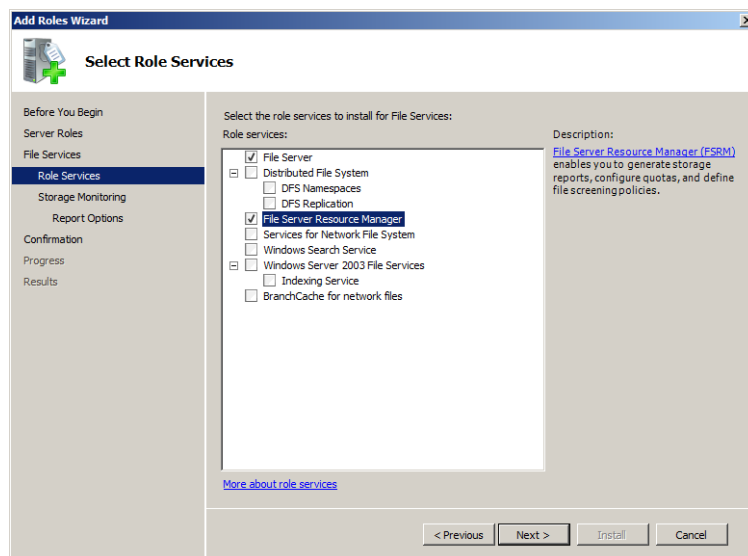 Add Roles Wizard
Select Role Services
Before You Begin
Server Roles
File Services
Role Services
Storage Monitoring
Report Options
Confirmation
Progress
Results
Select the role services to install for File Services:
Role services:
File Server
Distributed File System
DFS Namespaces
DFS Replication
File Server Resource Manager
Services for Network File System
Windows Search Service
Windows Server 2003 File Services
Indexing Service
BranchCache for network files
More about role services
Description:
File Server Resource Manager (FSRM)
enables you to generate storage
reports, configure quotas, and define
file screening policies.
< Previous
Next >
Install
Cancel